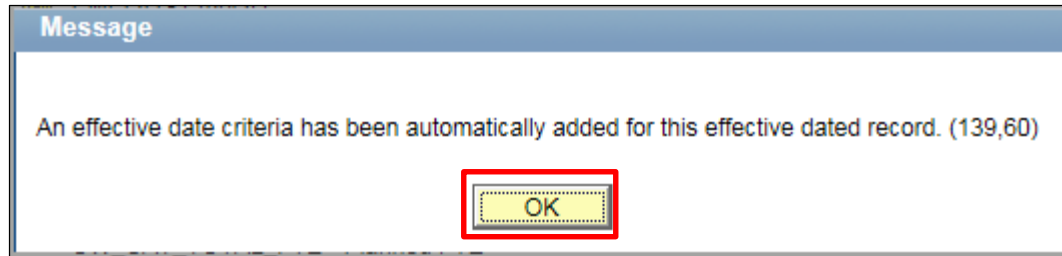 Message
An effective date criteria has been automatically added for this effective dated record. (139,60)
OK